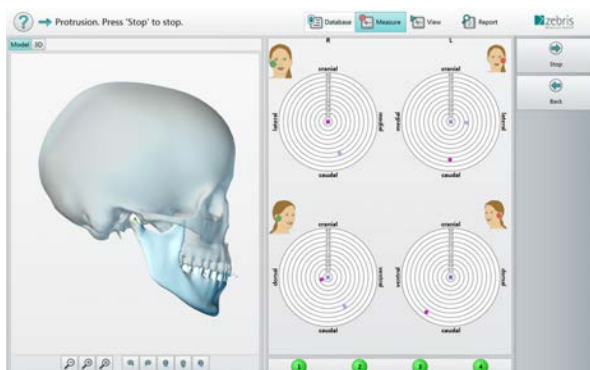 ? Protrusion. Press 'Stop' to stop.
Database
Measure
View
Report
zebris
Model 3D
R
L
Stop
Back
cranial
cranial
lateral
medial
medial
lateral
caudal
caudal
cranial
cranial
dorsal
ventral
ventral
dorsal
caudal
caudal
1
2
3
4